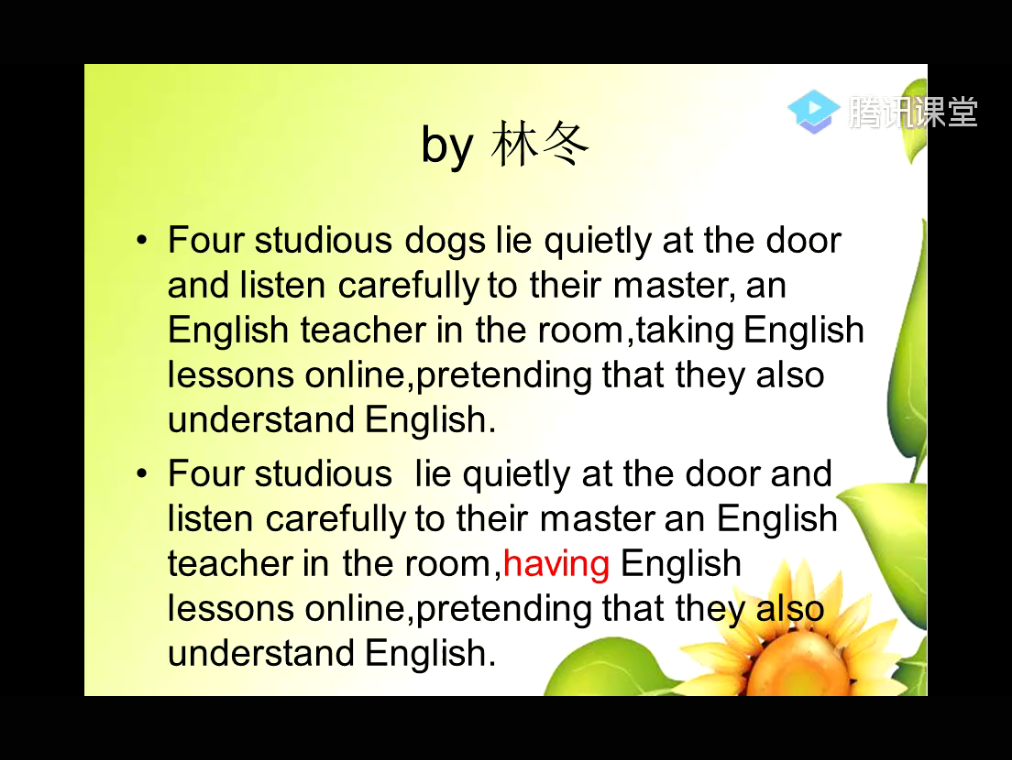 腾讯课堂
by 林冬
• Four studious dogs lie quietly at the door
and listen carefully to their master, an
English teacher in the room,taking English
lessons online,pretending that they also
understand English.
• Four studious  lie quietly at the door and
listen carefully to their master an English
teacher in the room,having English
lessons online,pretending that they also
understand English.